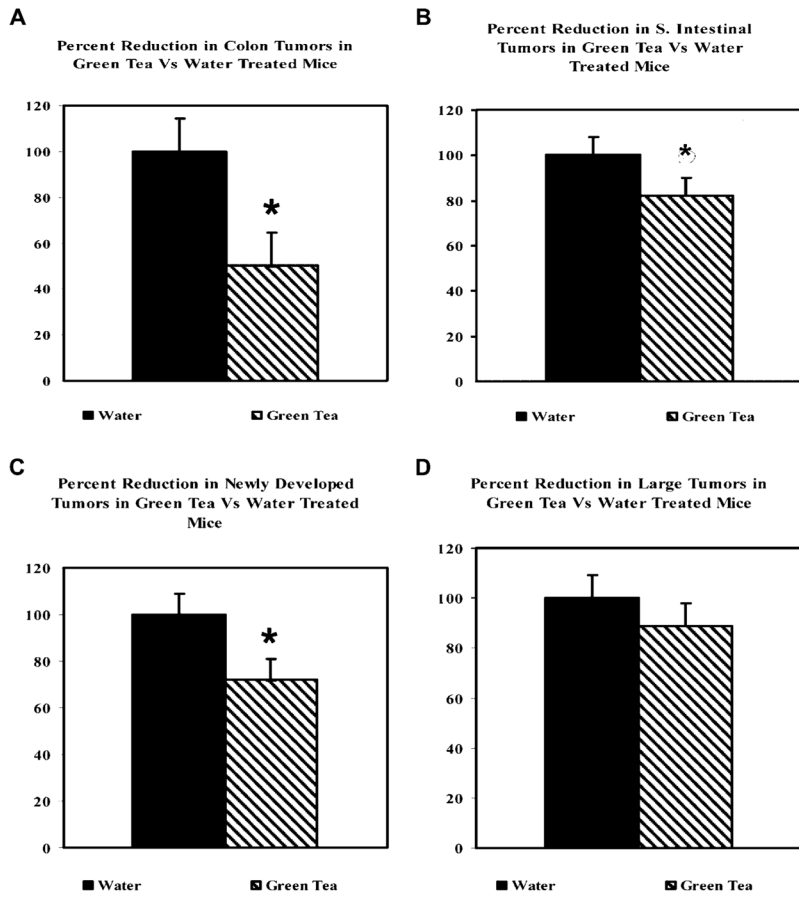 A
Percent Reduction in Colon Tumors in
Green Tea Vs Water Treated Mice
120
100
80
60
40
20
0
Water
Green Tea
B
Percent Reduction in S. Intestinal
Tumors in Green Tea Vs Water
Treated Mice
120
100
80
60
40
20
0
*
*
Water
Green Tea
C
Percent Reduction in Newly Developed
Tumors in Green Tea Vs Water Treated
Mice
120
100
80
60
40
20
0
*
Water
Green Tea
D
Percent Reduction in Large Tumors in
Green Tea Vs Water Treated Mice
120
100
80
60
40
20
0
Water
Green Tea